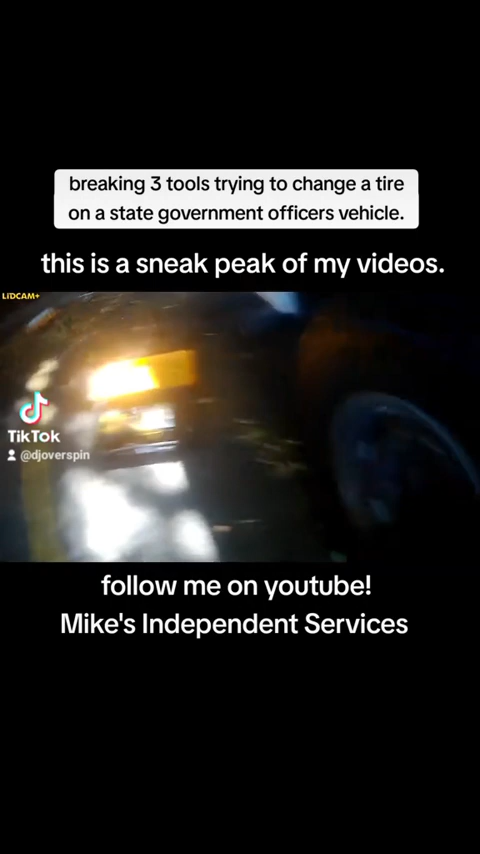 breaking 3 tools trying to change a tire
on a state government officers vehicle.
this is a sneak peak of my videos.
LIDCAM+
TikTok
@djoverspin
follow me on youtube!
Mike's Independent Services